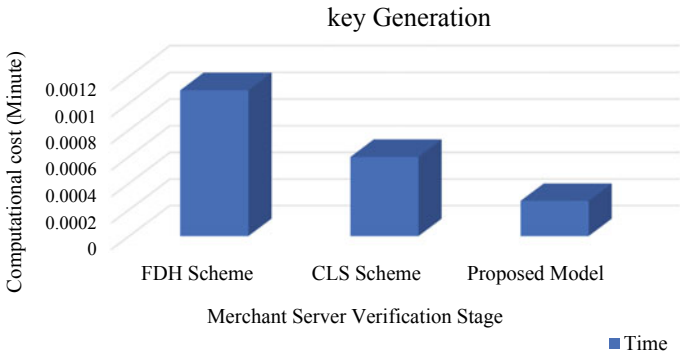 key Generation
Computational cost (Minute)
0.0012
0.001
0.0008
0.0006
0.0004
0.0002
0
FDH Scheme CLS Scheme Proposed Model
Merchant Server Verification Stage
Time